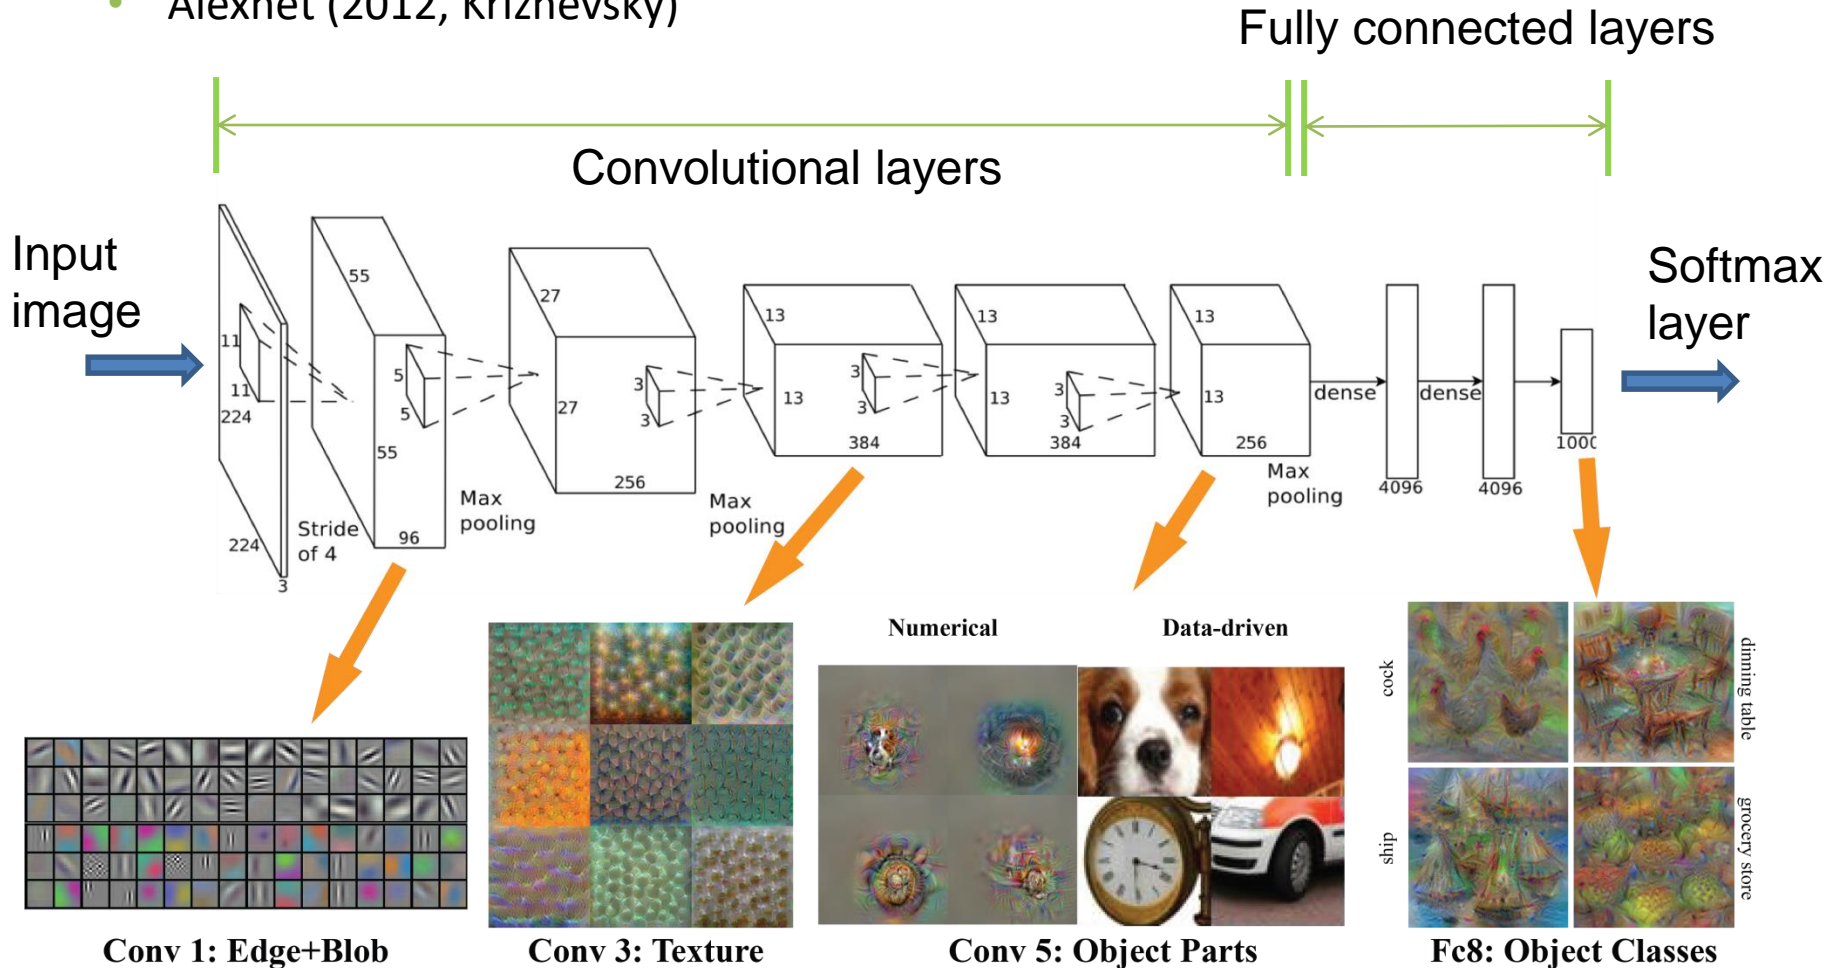 • Alexnet (2012, Krizhevsky)
Fully connected layers
Convolutional layers
Input
image
Softmax
layer
11
11
224
224
3
Stride
of 4
55
55
96
5
5
Max
pooling
27
27
256
3
3
Max
pooling
13
13
384
3
3
13
13
384
3
3
13
13
256
Max
pooling
dense
4096
dense
4096
1000
Numerical
Data-driven
cock
dinning table
ship
grocery store
Conv 1: Edge+Blob
Conv 3: Texture
Conv 5: Object Parts
Fc8: Object Classes